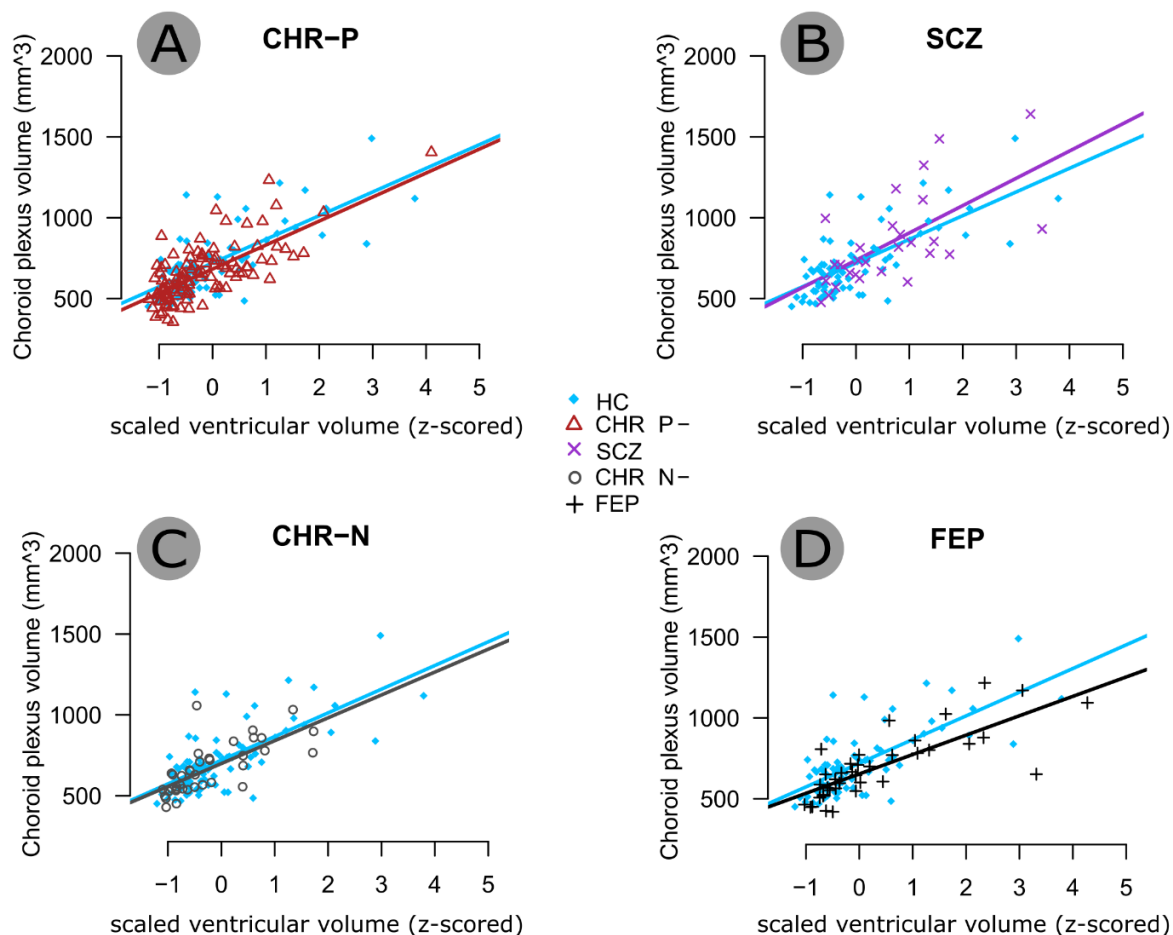 A
CHR−P
Choroid plexus volume (mm^3)
2000
1500
1000
500
−1 0 1 2 3 4 5
scaled ventricular volume (z-scored)
B
SCZ
Choroid plexus volume (mm^3)
2000
1500
1000
500
−1 0 1 2 3 4 5
scaled ventricular volume (z-scored)
HC
CHR P−
SCZ
CHR N−
FEP
C
CHR−N
Choroid plexus volume (mm^3)
2000
1500
1000
500
−1 0 1 2 3 4 5
scaled ventricular volume (z-scored)
D
FEP
Choroid plexus volume (mm^3)
2000
1500
1000
500
−1 0 1 2 3 4 5
scaled ventricular volume (z-scored)